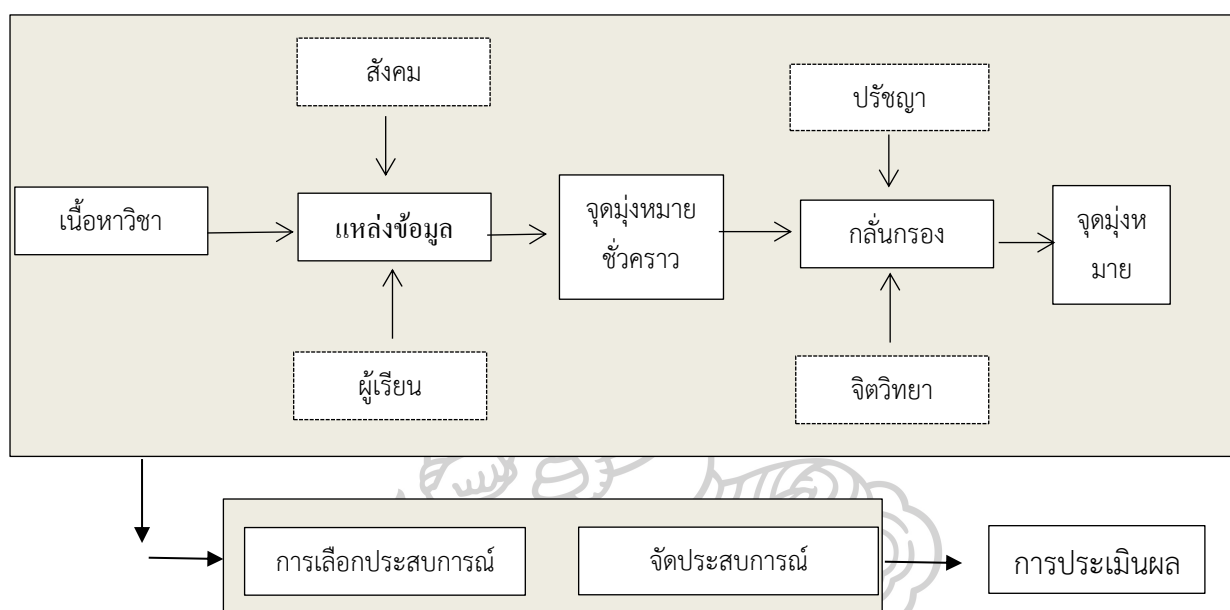 สังคม
ปรัชญา
เนื้อหาวิชา
แหล่งข้อมูล
จุดมุ่งหมาย
ชั่วคราว
กลั่นกรอง
จุดมุ่งห
มาย
ผู้เรียน
จิตวิทยา
การเลือกประสบการณ์
จัดประสบการณ์
การประเมินผล